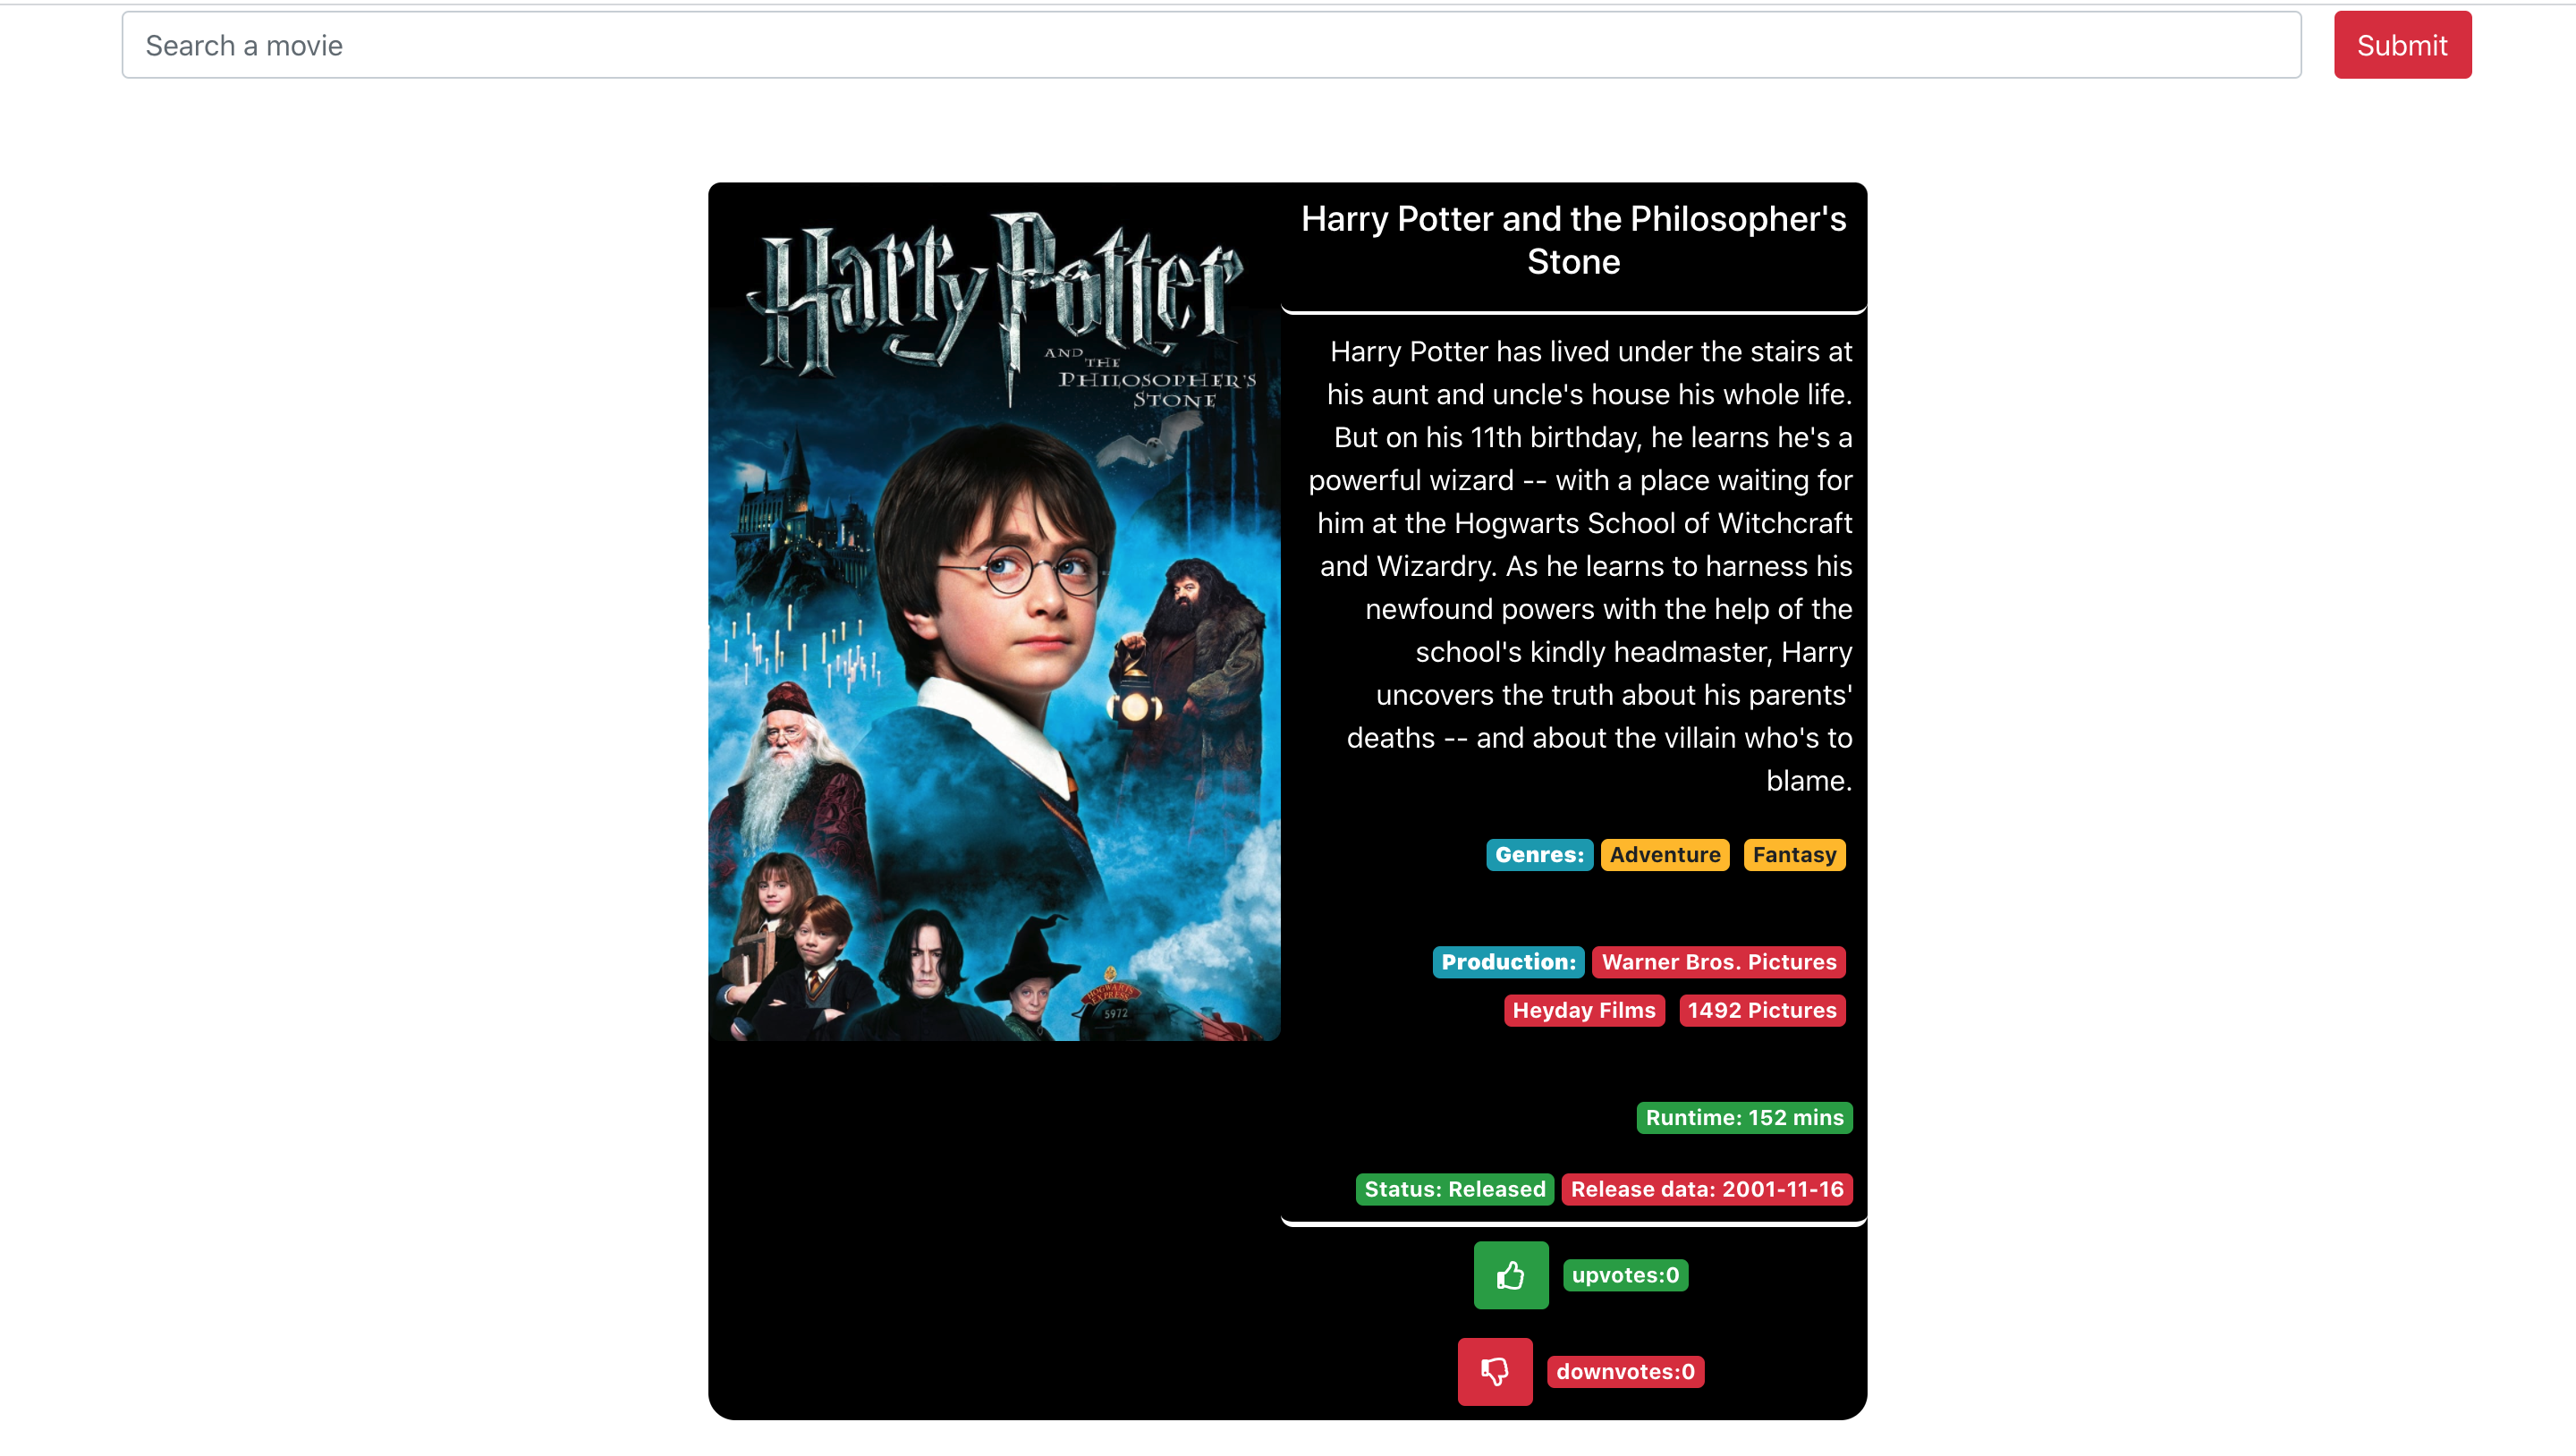 Search a movie
Submit
Harry Potter
AND
THE
PHILOSOPHER'S
STONE
HOGWARTS
EXPRESS
5972
Harry Potter and the Philosopher's
Stone
Harry Potter has lived under the stairs at
his aunt and uncle's house his whole life.
But on his 11th birthday, he learns he's a
powerful wizard -- with a place waiting for
him at the Hogwarts School of Witchcraft
and Wizardry. As he learns to harness his
newfound powers with the help of the
school's kindly headmaster, Harry
uncovers the truth about his parents'
deaths -- and about the villain who's to
blame.
Genres: Adventure Fantasy
Production: Warner Bros. Pictures
Heyday Films 1492 Pictures
Runtime: 152 mins
Status: Released Release data: 2001-11-16
upvotes:0
downvotes:0